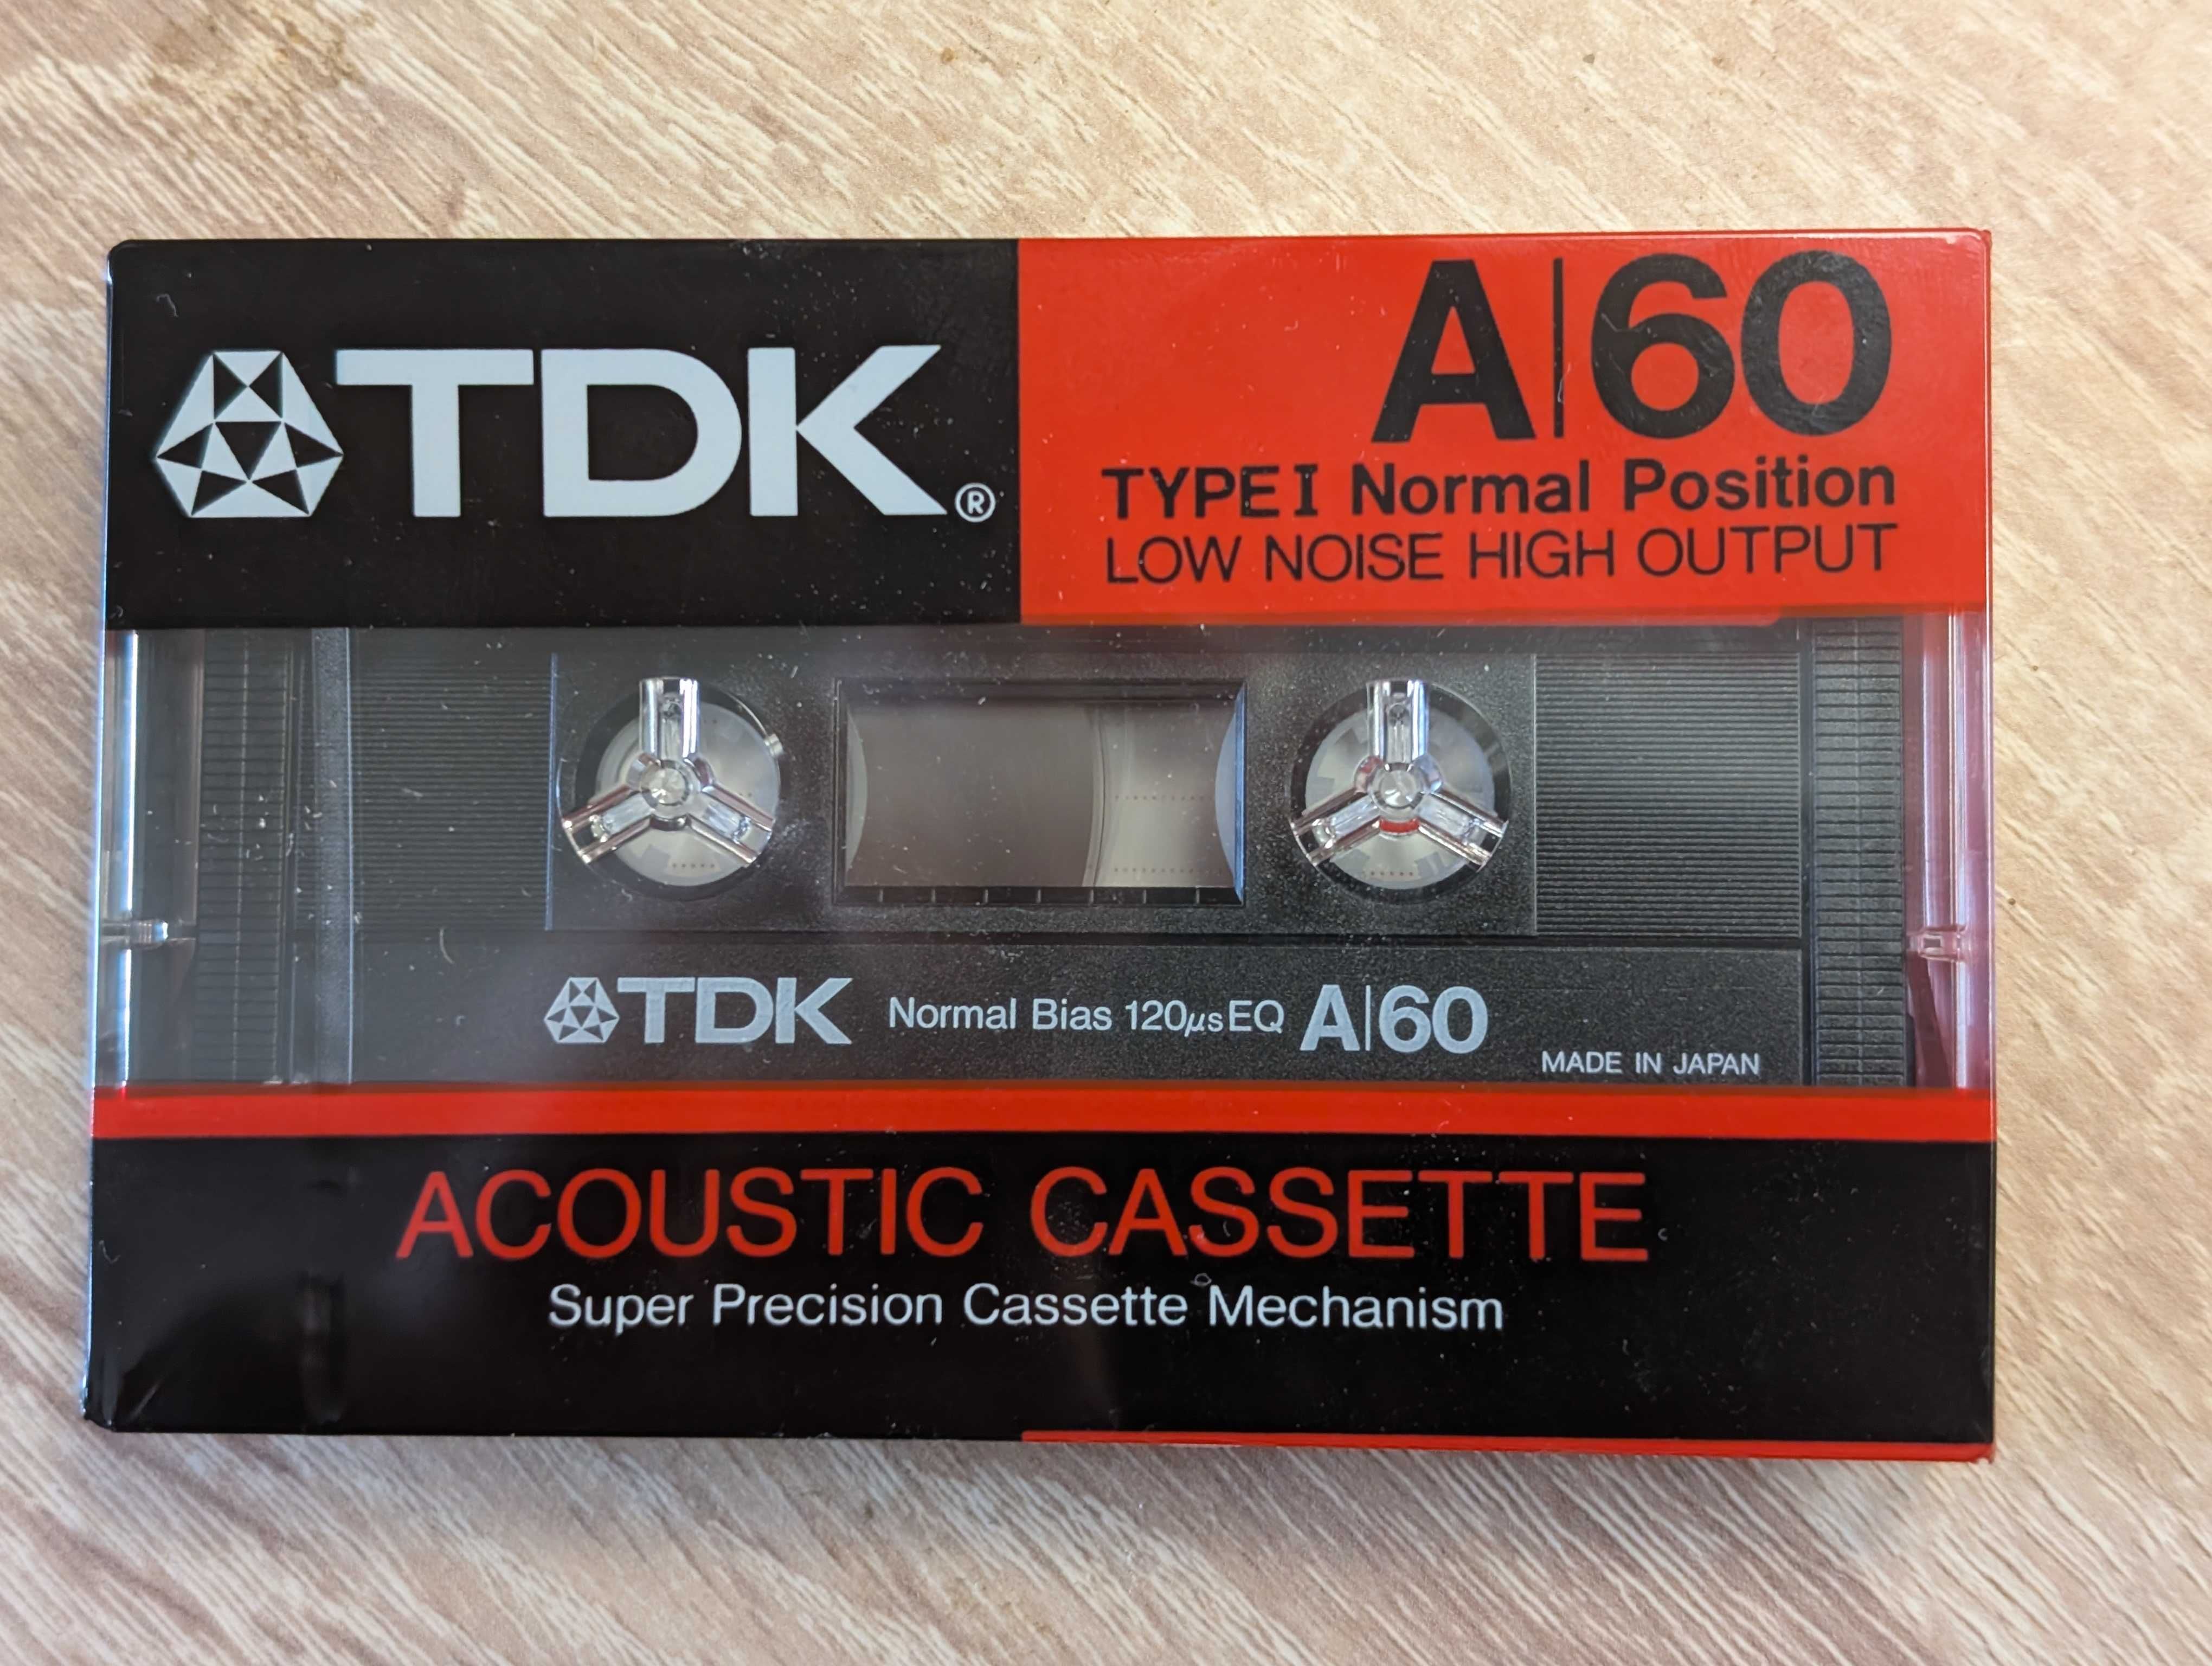 TDK®
A|60
TYPE I Normal Position
LOW NOISE HIGH OUTPUT
TDK Normal Bias 120μs EQ A|60
MADE IN JAPAN
ACOUSTIC CASSETTE
Super Precision Cassette Mechanism